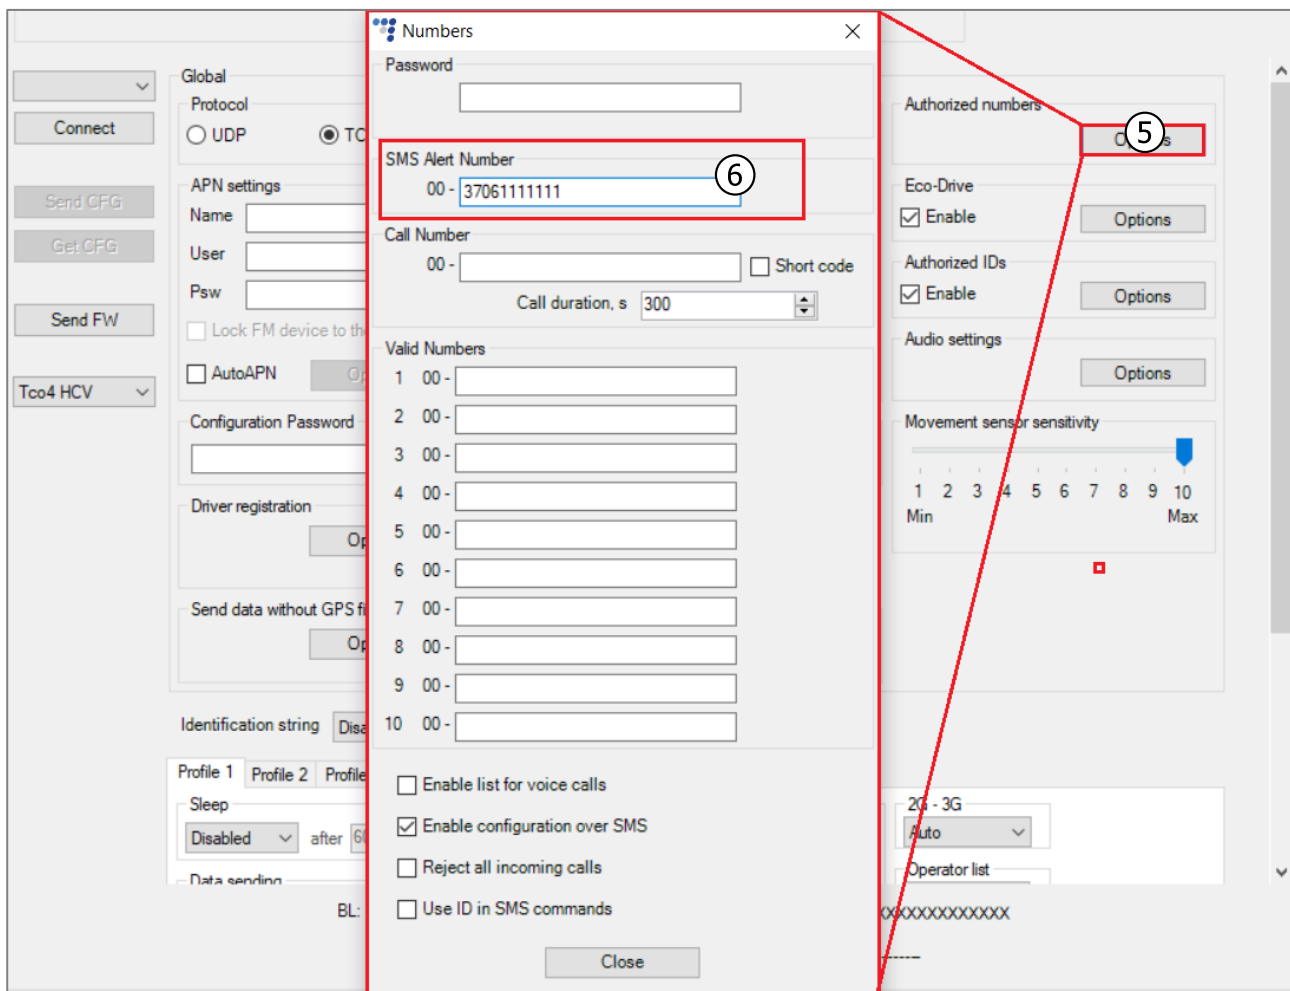 Numbers
Password
SMS Alert Number
00 - 37061111111
6
Call Number
00 -
Short code
Call duration, s 300
Valid Numbers
1 00 -
2 00 -
3 00 -
4 00 -
5 00 -
6 00 -
7 00 -
8 00 -
9 00 -
10 00 -
Enable list for voice calls
Enable configuration over SMS
Reject all incoming calls
Use ID in SMS commands
Close
Connect
Send CFG
Get CFG
Send FW
Tco4 HCV
Global
Protocol
UDP
APN settings
Name
User
Psw
Lock FM device to
AutoAPN
Configuration Password
Driver registration
Send data without GPS
Identification string
Profile 1 Profile 2 Profile
Sleep
Disabled after
Data sending
BL:
Authorized numbers
5
Eco-Drive
Enable Options
Authorized IDs
Enable Options
Audio settings
Options
Movement sensor sensitivity
1 2 3 4 5 6 7 8 9 10
Min Max
2G - 3G
Auto
Operator list